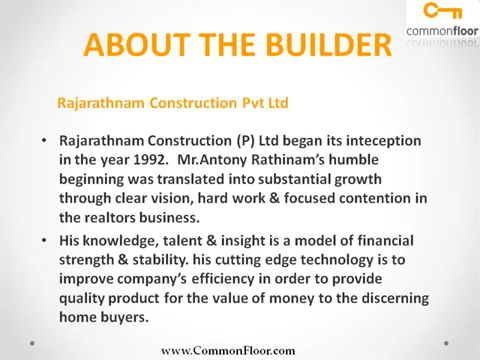 commonfloor
ABOUT THE BUILDER
Rajarathnam Construction Pvt Ltd
• Rajarathnam Construction (P) Ltd began its inteception
in the year 1992.  Mr.Antony Rathinam's humble
beginning was translated into substantial growth
through clear vision, hard work & focused contention in
the realtors business.
• His knowledge, talent & insight is a model of financial
strength & stability. his cutting edge technology is to
improve company's efficiency in order to provide
quality product for the value of money to the discerning
home buyers.
www.CommonFloor.com